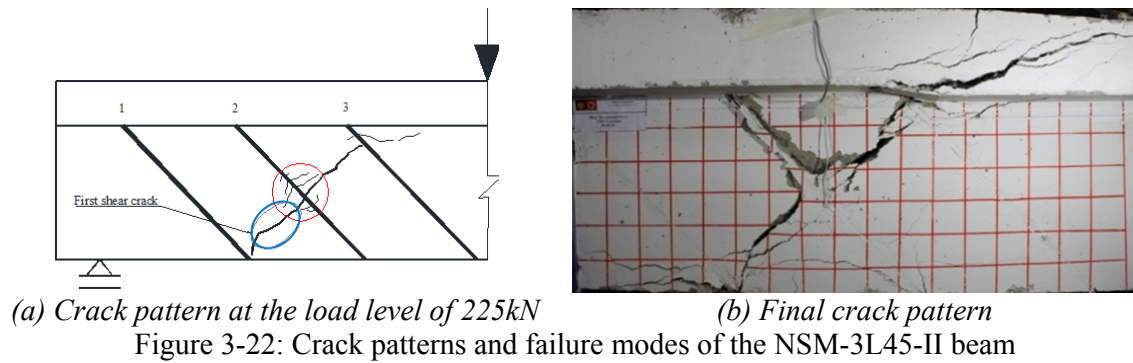 1 2 3
First shear crack
(a) Crack pattern at the load level of 225kN (b) Final crack pattern
Figure 3-22: Crack patterns and failure modes of the NSM-3L45-II beam